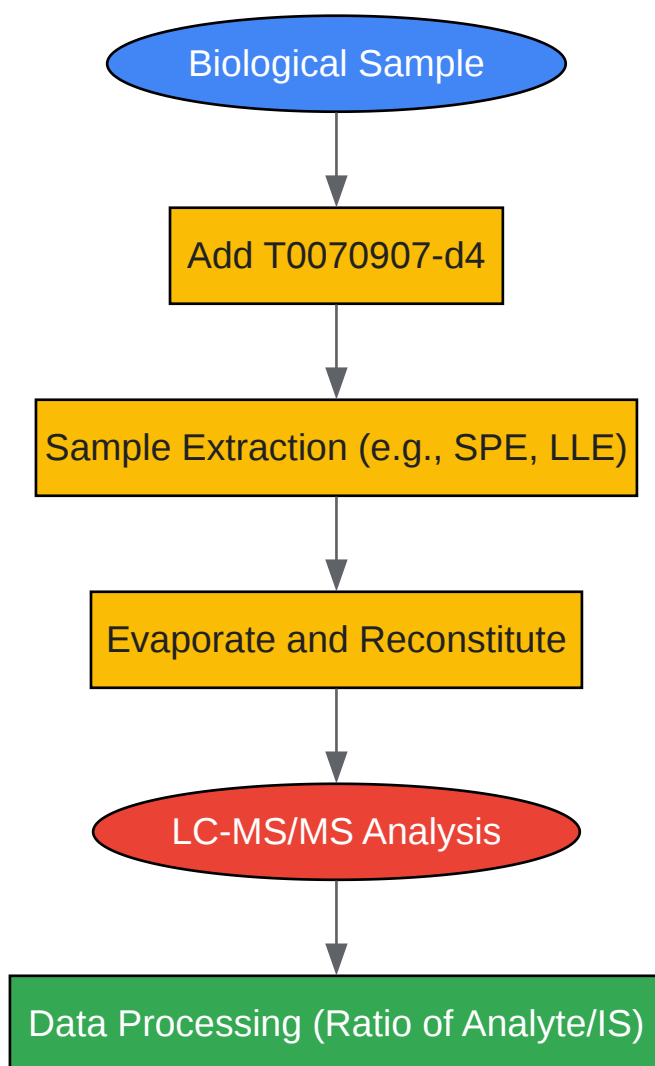 Biological Sample
Add T0070907-d4
Sample Extraction (e.g., SPE, LLE)
Evaporate and Reconstitute
LC-MS/MS Analysis
Data Processing (Ratio of Analyte/IS)